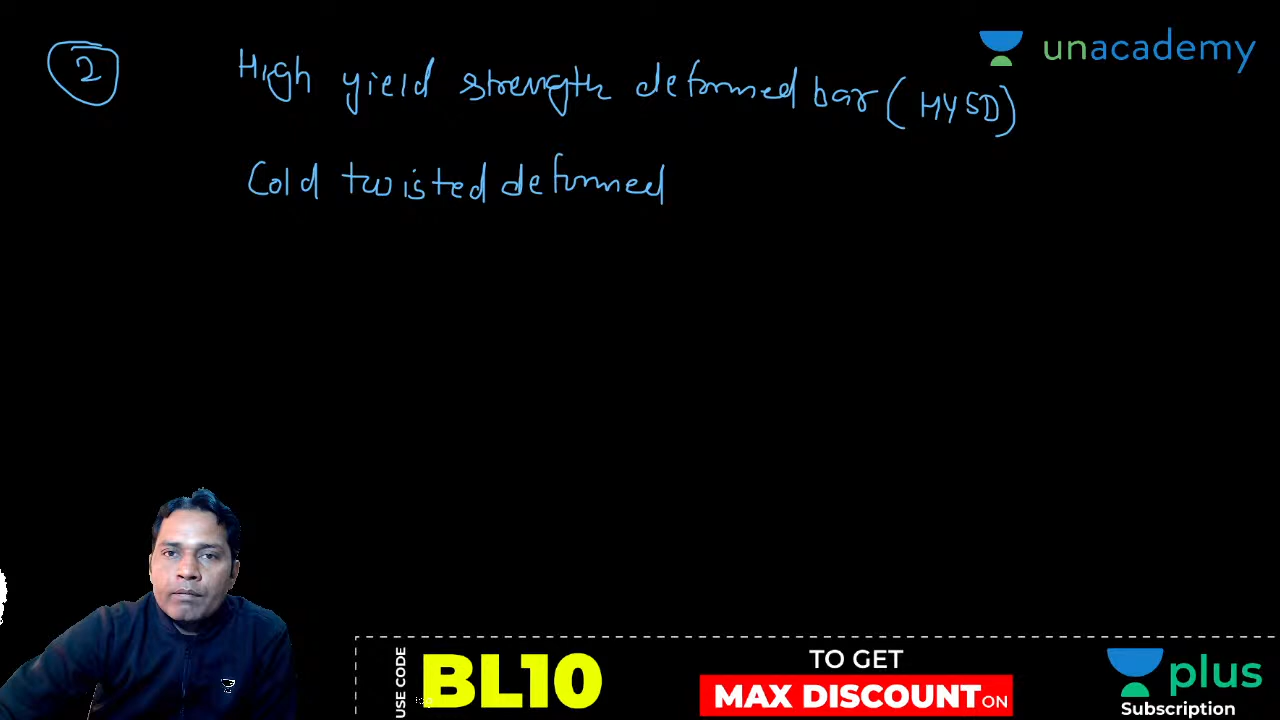 2 High yield strength deformed bar (HYSD)
unacademy
Cold twisted deformed
USE CODE
BL10
TO GET
MAX DISCOUNT ON
plus
Subscription